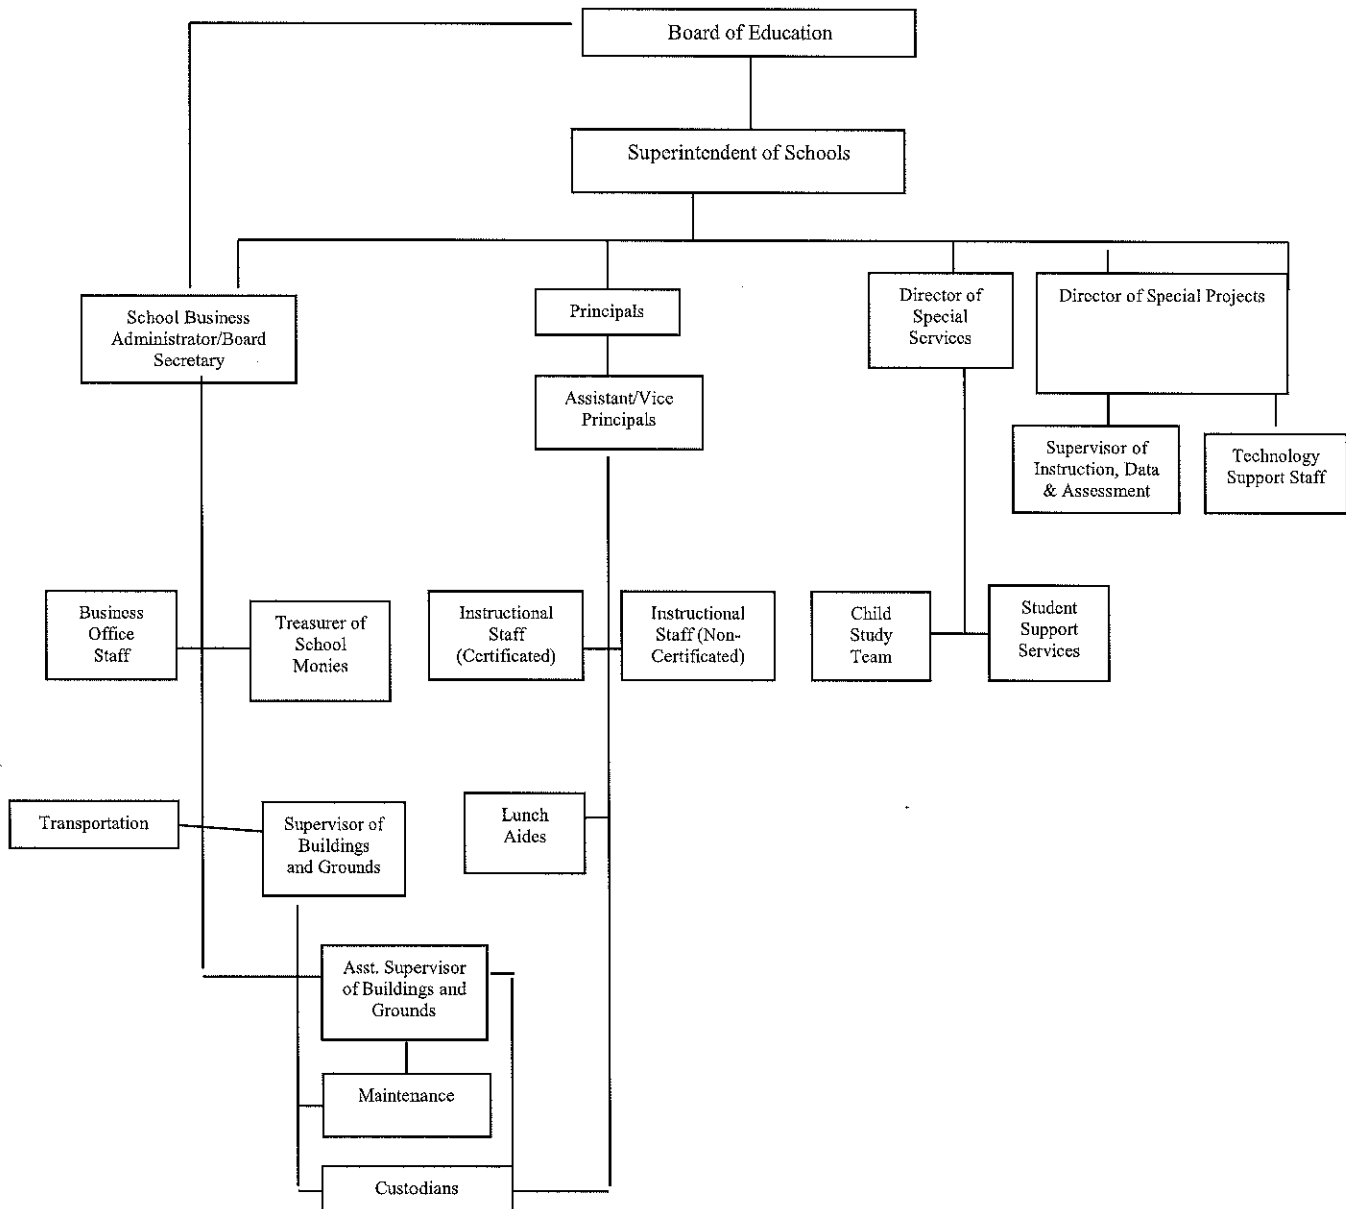 Board of Education
Superintendent of Schools
School Business
Administrator/Board
Secretary
Principals
Director of
Special
Services
Director of Special Projects
Assistant/Vice
Principals
Supervisor of
Instruction, Data
& Assessment
Technology
Support Staff
Business
Office
Staff
Treasurer of
School
Monies
Instructional
Staff
(Certificated)
Instructional
Staff (Non-
Certificated)
Child
Study
Team
Student
Support
Services
Transportation
Supervisor of
Buildings
and Grounds
Lunch
Aides
Asst. Supervisor
of Buildings and
Grounds
Maintenance
Custodians